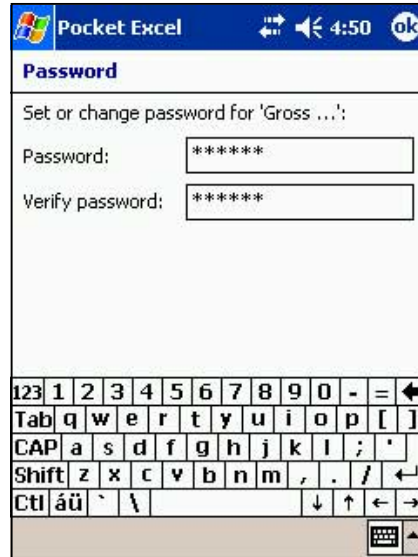 Pocket Excel 4:50 ok
Password
Set or change password for 'Gross ...':
Password: ******
Verify password: ******
123 1 2 3 4 5 6 7 8 9 0 - =
Tab q w e r t y u i o p [ ]
CAP a s d f g h j k l ; '
Shift z x c v b n m , . /
Ctl áü ` \